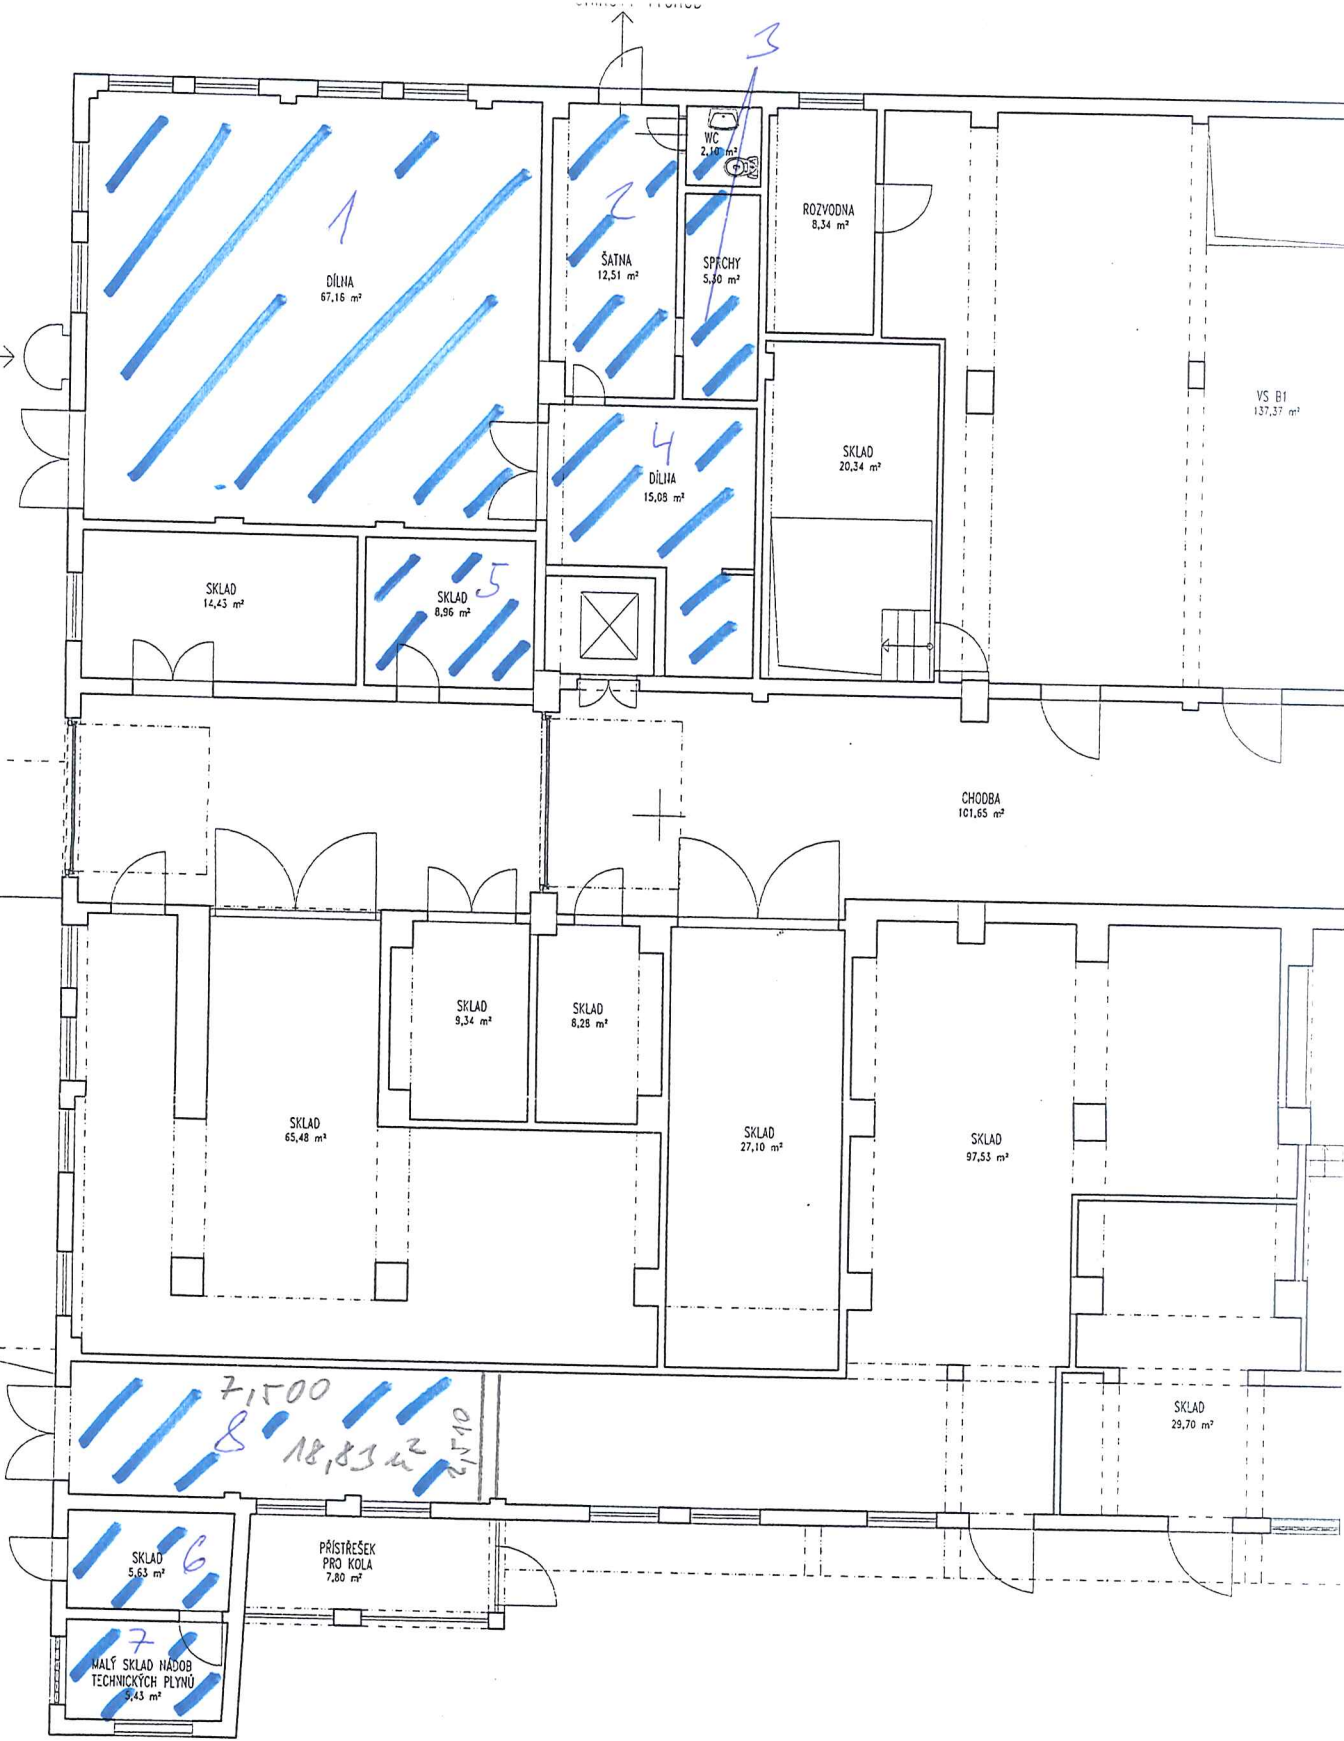 3
WC
2,10 m²
1
2
ROZVODNA
8,34 m²
ŠATNA
12,51 m²
SPRCHY
5,30 m²
DÍLNA
67,16 m²
VS B1
137,37 m²
4
DÍLNA
15,08 m²
SKLAD
20,34 m²
SKLAD
14,43 m²
5
SKLAD
8,96 m²
CHODBA
101,65 m²
SKLAD
9,34 m²
SKLAD
8,28 m²
SKLAD
65,48 m²
SKLAD
27,10 m²
SKLAD
97,53 m²
7,500
8
18,83 m²
2,510
SKLAD
29,70 m²
SKLAD
5,63 m²
6
PŘÍSTŘEŠEK
PRO KOLA
7,80 m²
7
MALÝ SKLAD NÁDOB
TECHNICKÝCH PLYNŮ
5,43 m²